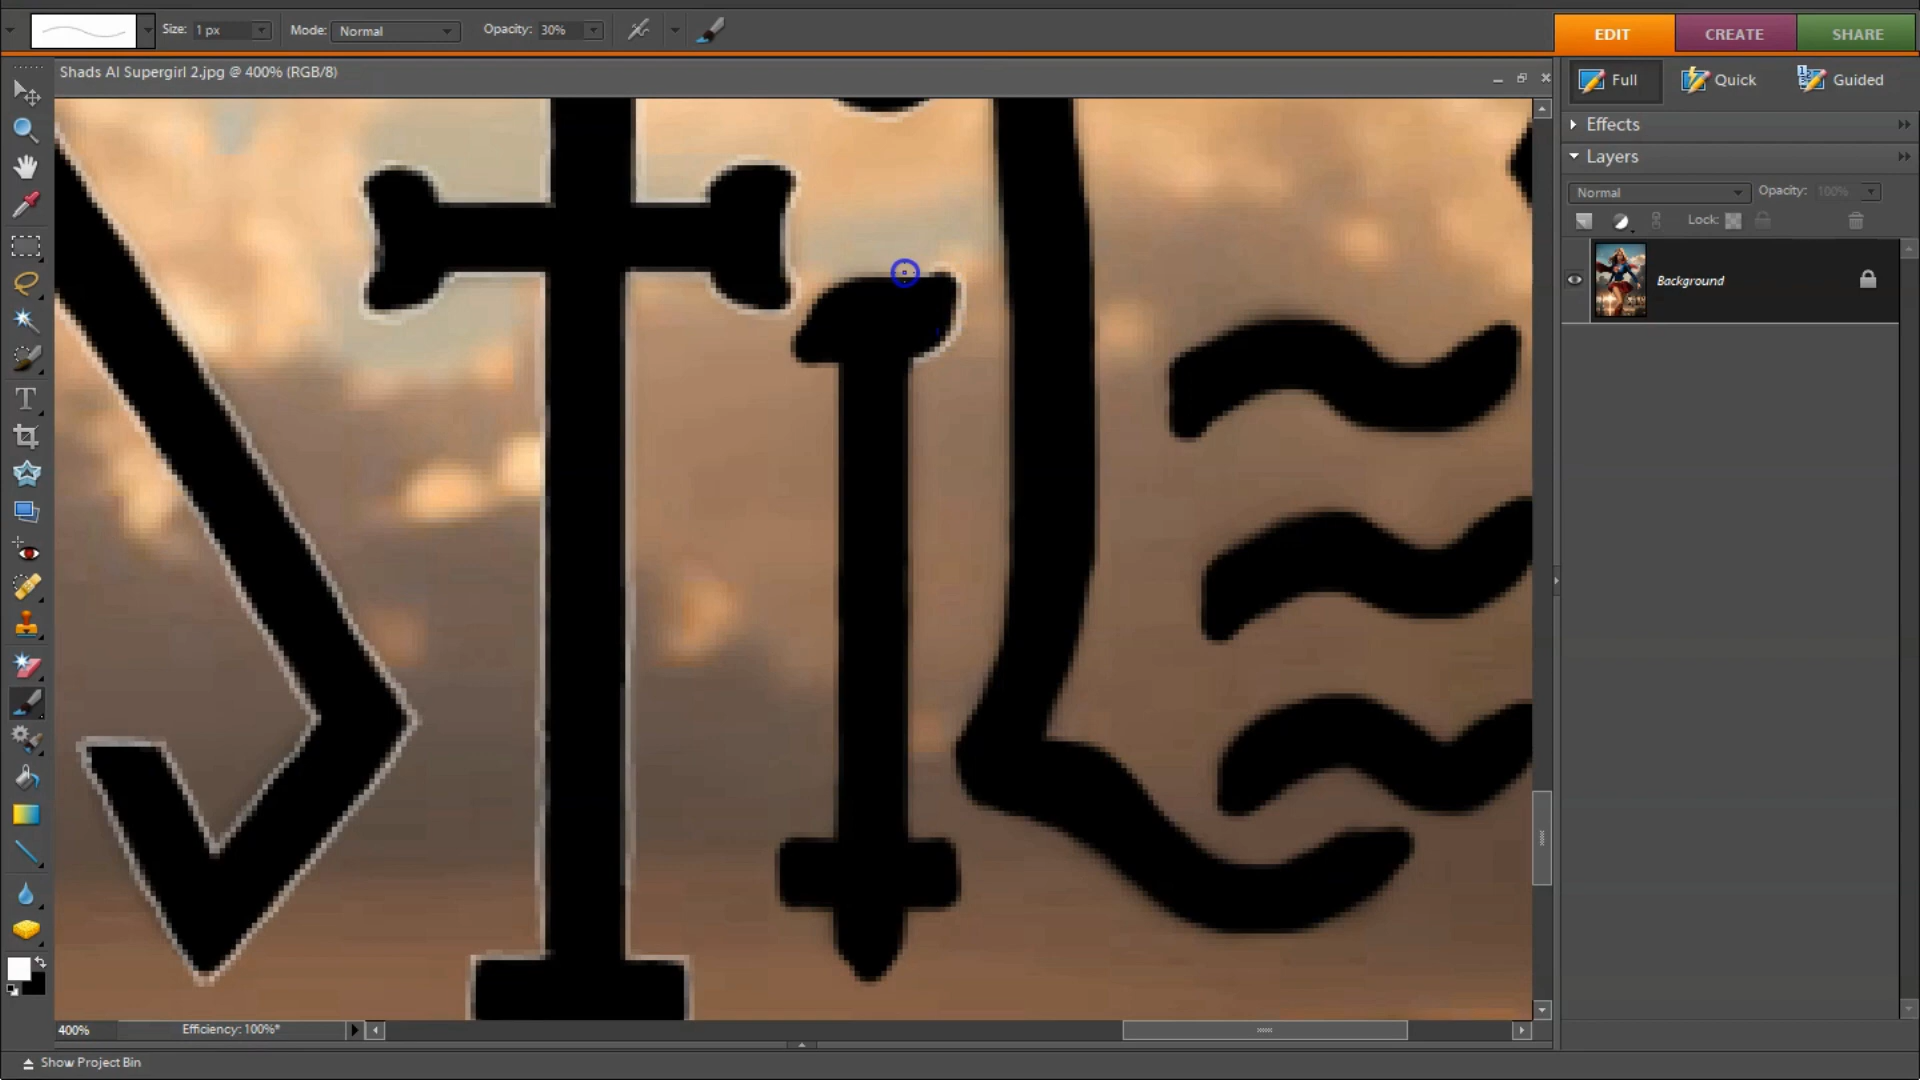 Size: 1 px
Mode: Normal
Opacity: 30%
EDIT
CREATE
SHARE
Shads AI Supergirl 2.jpg @ 400% (RGB/8)
Full
Quick
Guided
Effects
Layers
Normal
Opacity: 100%
Lock:
Background
400%
Efficiency: 100%*
Show Project Bin